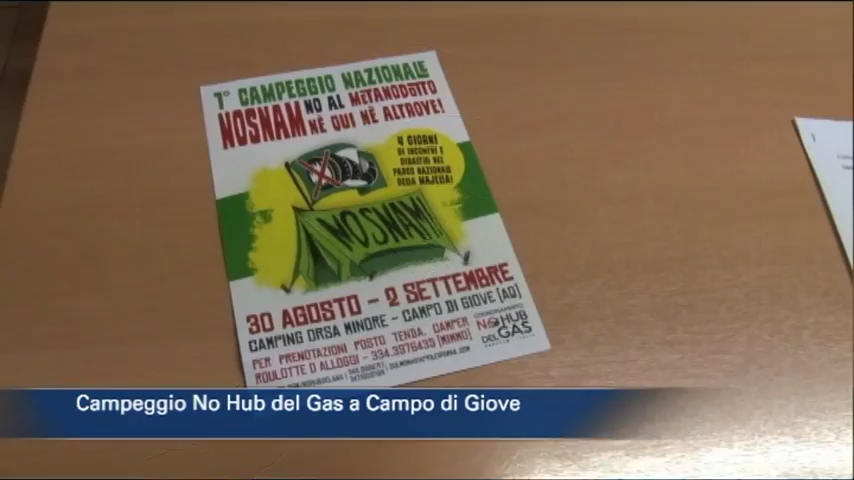 1° CAMPEGGIO NAZIONALE
NOSNAM NO AL METANODOTTO
NÈ QUI NÈ ALTROVE!
4 GIORNI
DI INCONTRI E
DIBATTITI NEL
PARCO NAZIONALE
DELLA MAJELLA!
NOSNAM!
30 AGOSTO - 2 SETTEMBRE
CAMPING ORSA MINORE - CAMPO DI GIOVE (AQ)
PER PRENOTAZIONI POSTO TENDA, CAMPER
ROULOTTE O ALLOGGI - 334.3976435 (MIMMO)
COORDINAMENTO
NO HUB
DEL GAS
Campeggio No Hub del Gas a Campo di Giove